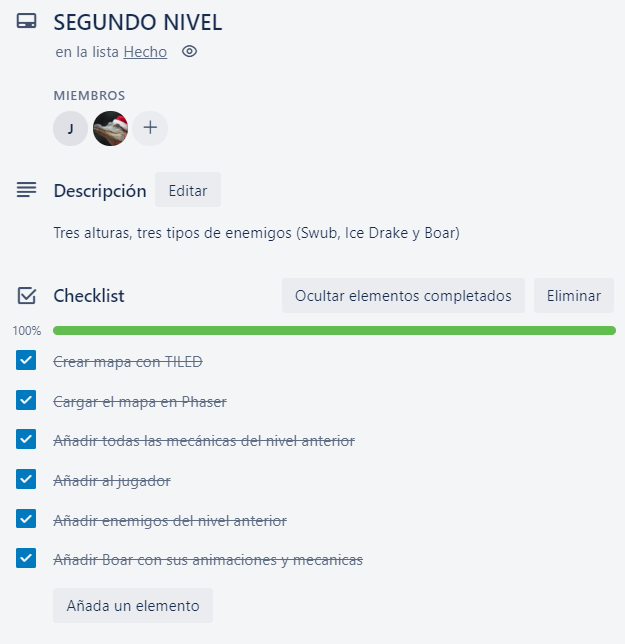 SEGUNDO NIVEL
en la lista Hecho
MIEMBROS
J
Descripción Editar
Tres alturas, tres tipos de enemigos (Swub, Ice Drake y Boar)
Checklist Ocultar elementos completados Eliminar
100%
Crear mapa con TILED
Cargar el mapa en Phaser
Añadir todas las mecánicas del nivel anterior
Añadir al jugador
Añadir enemigos del nivel anterior
Añadir Boar con sus animaciones y mecanicas
Añada un elemento